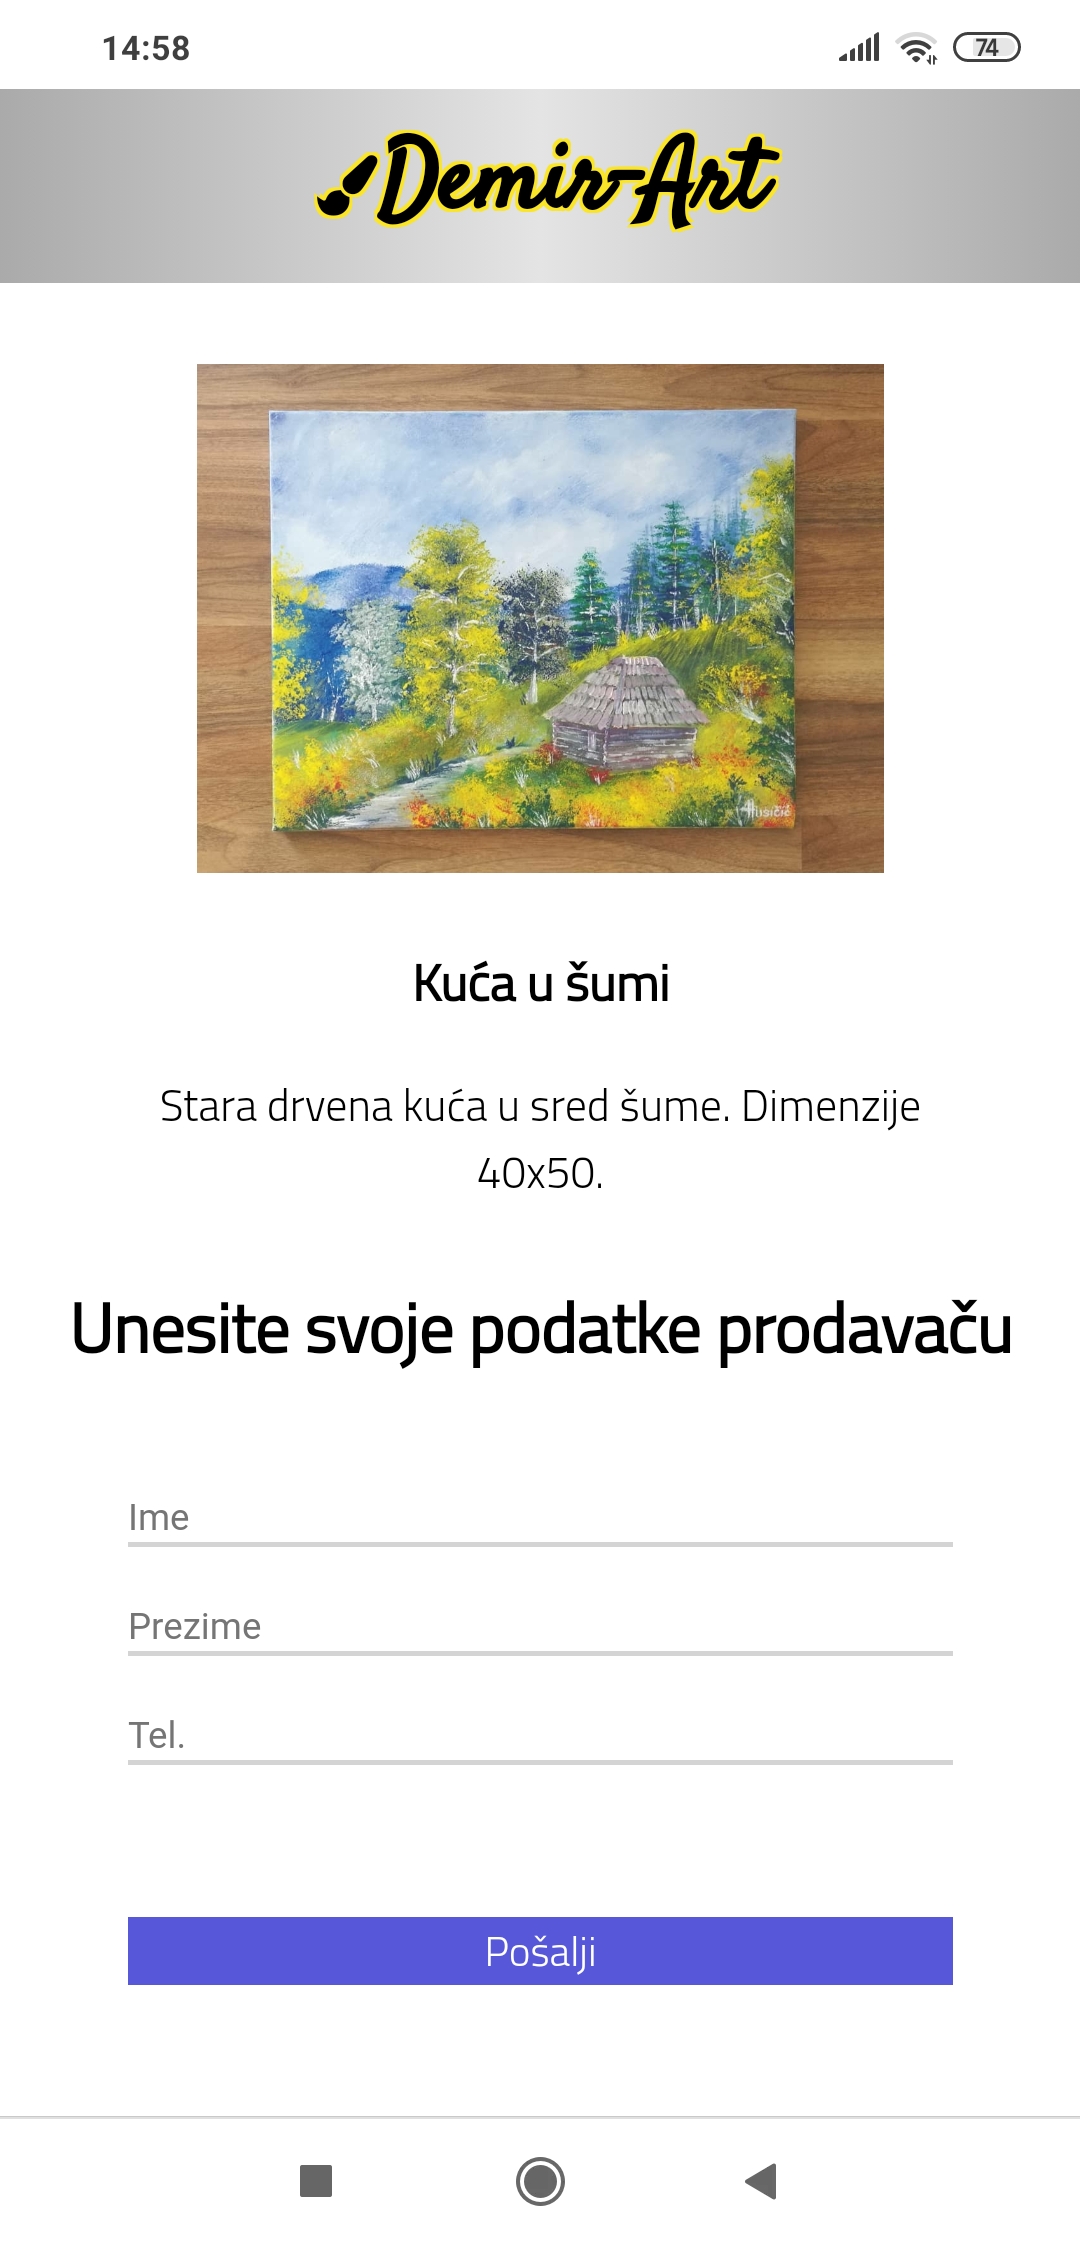 14:58
74
Demir-Art
Husičić
Kuća u šumi
Stara drvena kuća u sred šume. Dimenzije
40x50.
Unesite svoje podatke prodavaču
Ime
Prezime
Tel.
Pošalji